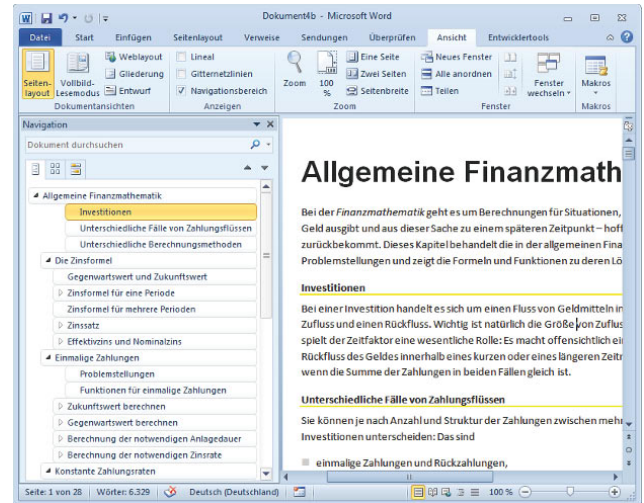 Dokument4b - Microsoft Word
Datei Start Einfügen Seitenlayout Verweise Sendungen Überprüfen Ansicht Entwicklertools
Seiten-
layout
Vollbild-
Lesemodus
Weblayout
Gliederung
Entwurf
Dokumentansichten
Lineal
Gitternetzlinien
Navigationsbereich
Anzeigen
Zoom
100
%
Eine Seite
Zwei Seiten
Seitenbreite
Zoom
Neues Fenster
Alle anordnen
Teilen
Fenster
wechseln
Fenster
Makros
Makros
Navigation
Dokument durchsuchen
Allgemeine Finanzmathematik
Investitionen
Unterschiedliche Fälle von Zahlungsflüssen
Unterschiedliche Berechnungsmethoden
Die Zinsformel
Gegenwartswert und Zukunftswert
Zinsformel für eine Periode
Zinsformel für mehrere Perioden
Zinssatz
Effektivzins und Nominalzins
Einmalige Zahlungen
Problemstellungen
Funktionen für einmalige Zahlungen
Zukunftswert berechnen
Gegenwartswert berechnen
Berechnung der notwendigen Anlagedauer
Berechnung der notwendigen Zinsrate
Konstante Zahlungsraten
Allgemeine Finanzmath
Bei der Finanzmathematik geht es um Berechnungen für Situationen,
Geld ausgibt und aus dieser Sache zu einem späteren Zeitpunkt – hoff
zurückbekommt. Dieses Kapitel behandelt die in der allgemeinen Fina
Problemstellungen und zeigt die Formeln und Funktionen zu deren Lö
Investitionen
Bei einer Investition handelt es sich um einen Fluss von Geldmitteln in
Zufluss und einen Rückfluss. Wichtig ist natürlich die Größe von Zuflus
spielt der Zeitfaktor eine wesentliche Rolle: Es macht offensichtlich ein
Rückfluss des Geldes innerhalb eines kurzen oder eines längeren Zeitr
wenn die Summe der Zahlungen in beiden Fällen gleich ist.
Unterschiedliche Fälle von Zahlungsflüssen
Sie können je nach Anzahl und Struktur der Zahlungen zwischen mehr
Investitionen unterscheiden: Das sind
einmalige Zahlungen und Rückzahlungen,
Seite: 1 von 28 Wörter: 6.329 Deutsch (Deutschland) 100 %